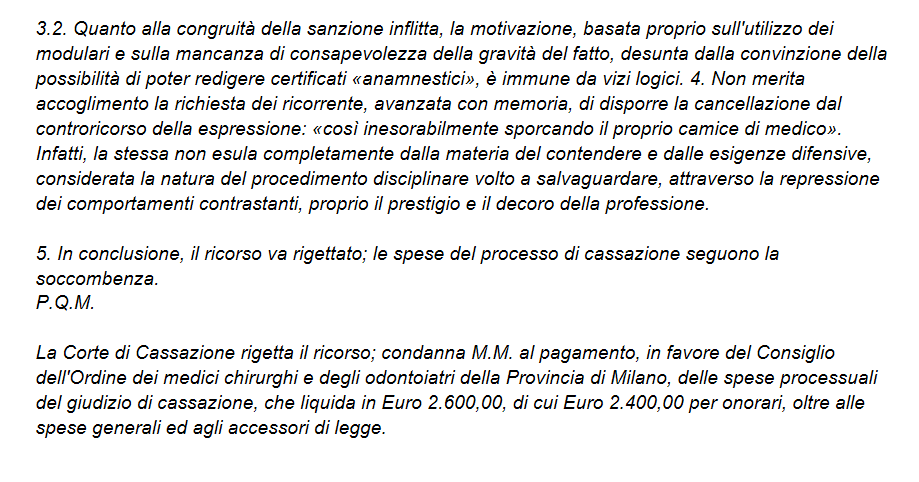 3.2. Quanto alla congruità della sanzione inflitta, la motivazione, basata proprio sull'utilizzo dei
modulari e sulla mancanza di consapevolezza della gravità del fatto, desunta dalla convinzione della
possibilità di poter redigere certificati «anamnestici», è immune da vizi logici. 4. Non merita
accoglimento la richiesta dei ricorrente, avanzata con memoria, di disporre la cancellazione dal
controricorso della espressione: «così inesorabilmente sporcando il proprio camice di medico».
Infatti, la stessa non esula completamente dalla materia del contendere e dalle esigenze difensive,
considerata la natura del procedimento disciplinare volto a salvaguardare, attraverso la repressione
dei comportamenti contrastanti, proprio il prestigio e il decoro della professione.
5. In conclusione, il ricorso va rigettato; le spese del processo di cassazione seguono la
soccombenza.
P.Q.M.
La Corte di Cassazione rigetta il ricorso; condanna M.M. al pagamento, in favore del Consiglio
dell'Ordine dei medici chirurghi e degli odontoiatri della Provincia di Milano, delle spese processuali
del giudizio di cassazione, che liquida in Euro 2.600,00, di cui Euro 2.400,00 per onorari, oltre alle
spese generali ed agli accessori di legge.